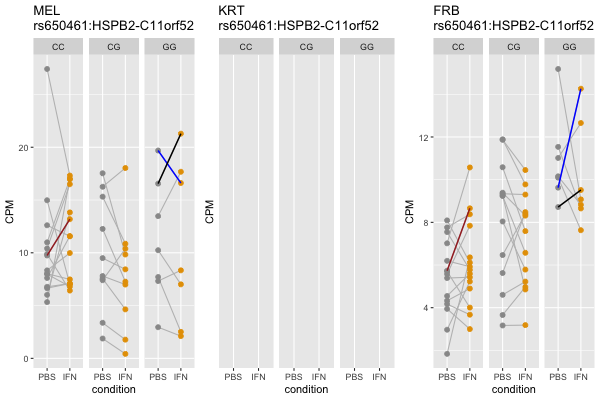 MEL
rs650461:HSPB2-C11orf52
CC CG GG
CPM
20
10
0
PBS IFN PBS IFN PBS IFN
condition
KRT
rs650461:HSPB2-C11orf52
CC CG GG
CPM
PBS IFN PBS IFN PBS IFN
condition
FRB
rs650461:HSPB2-C11orf52
CC CG GG
CPM
12
8
4
PBS IFN PBS IFN PBS IFN
condition